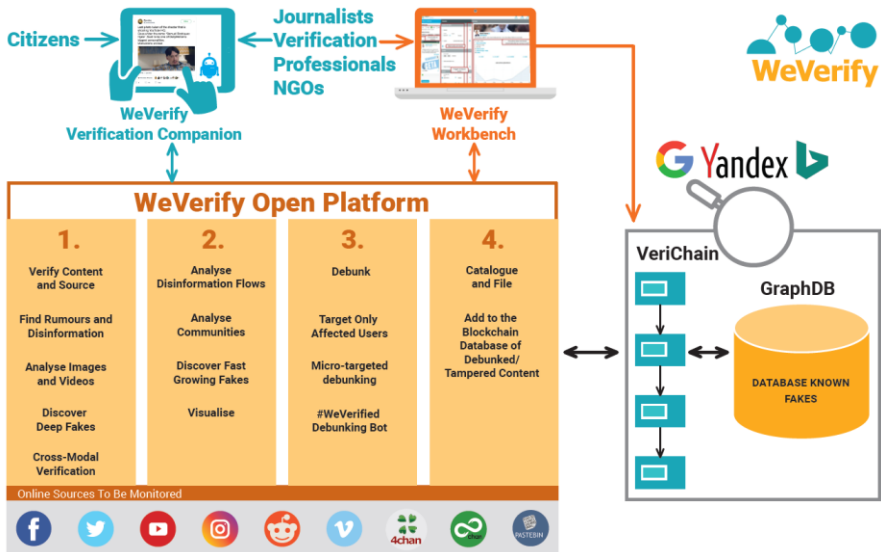 Citizens
Journalists
Verification
Professionals
NGOs
WeVerify
WeVerify
Verification Companion
WeVerify
Workbench
G Yandex b
WeVerify Open Platform
1.
Verify Content
and Source
Find Rumours and
Disinformation
Analyse Images
and Videos
Discover
Deep Fakes
Cross-Modal
Verification
2.
Analyse
Disinformation Flows
Analyse
Communities
Discover Fast
Growing Fakes
Visualise
3.
Debunk
Target Only
Affected Users
Micro-targeted
debunking
#WeVerified
Debunking Bot
4.
Catalogue
and File
Add to the
Blockchain
Database of
Debunked/
Tampered Content
VeriChain
GraphDB
DATABASE KNOWN
FAKES
Online Sources To Be Monitored
4chan
chan
PASTEBIN